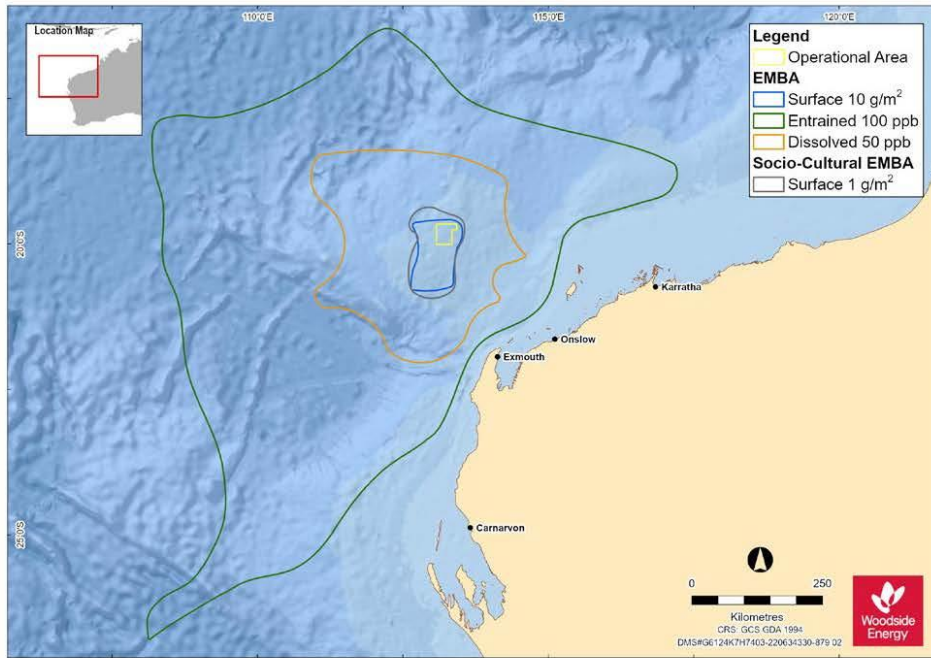 110°0'E
115°0'E
120°0'E
Location Map
Legend
Operational Area
EMBA
Surface 10 g/m²
Entrained 100 ppb
Dissolved 50 ppb
Socio-Cultural EMBA
Surface 1 g/m²
20°0'S
Karratha
Onslow
Exmouth
25°0'S
Carnarvon
0 250
Kilometres
CRS: GCS GDA 1994
DMS#G6124K7H7403-220634330-879 02
Woodside
Energy